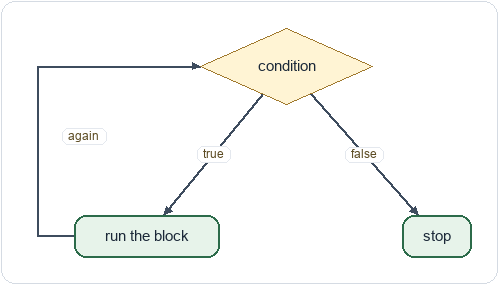 condition
again
true
false
run the block
stop